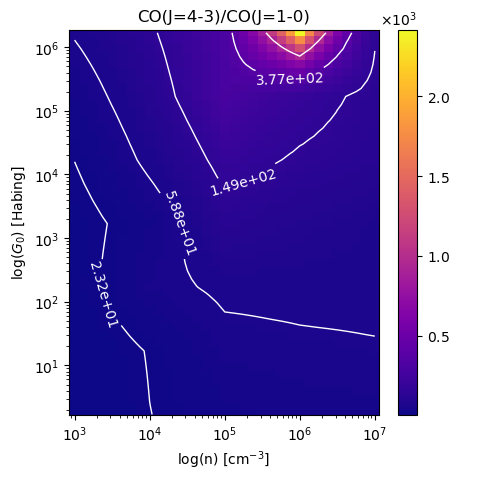 CO(J=4-3)/CO(J=1-0)
×10³
10⁶
10⁵
10⁴
10³
10²
10¹
log(G₀) [Habing]
3.77e+02
1.49e+02
5.88e+01
2.32e+01
2.0
1.5
1.0
0.5
10³ 10⁴ 10⁵ 10⁶ 10⁷
log(n) [cm⁻³]